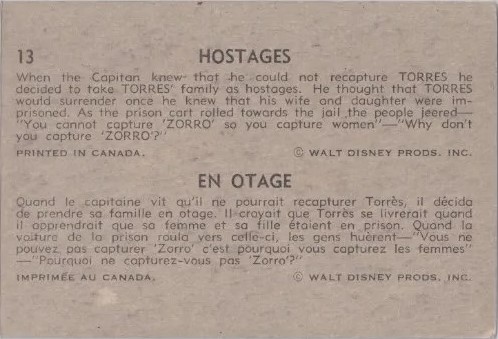 13 HOSTAGES
When the Capitan knew that he could not recapture TORRES he
decided to take TORRES' family as hostages. He thought that TORRES
would surrender once he knew that his wife and daughter were im-
prisoned. As the prison cart rolled towards the jail the people jeered—
"You cannot capture 'ZORRO' so you capture women"—"Why don't
you capture 'ZORRO'?"
PRINTED IN CANADA. © WALT DISNEY PRODS. INC.
EN OTAGE
Quand le capitaine vit qu'il ne pourrait recapturer Torrès, il décida
de prendre sa famille en otage. Il croyait que Torrès se livrerait quand
il apprendrait que sa femme et sa fille étaient en prison. Quand la
voiture de la prison roula vers celle-ci, les gens huèrent—"Vous ne
pouvez pas capturer 'Zorro' c'est pourquoi vous capturez les femmes"
—"Pourquoi ne capturez-vous pas 'Zorro'?"
IMPRIMÉE AU CANADA. © WALT DISNEY PRODS. INC.